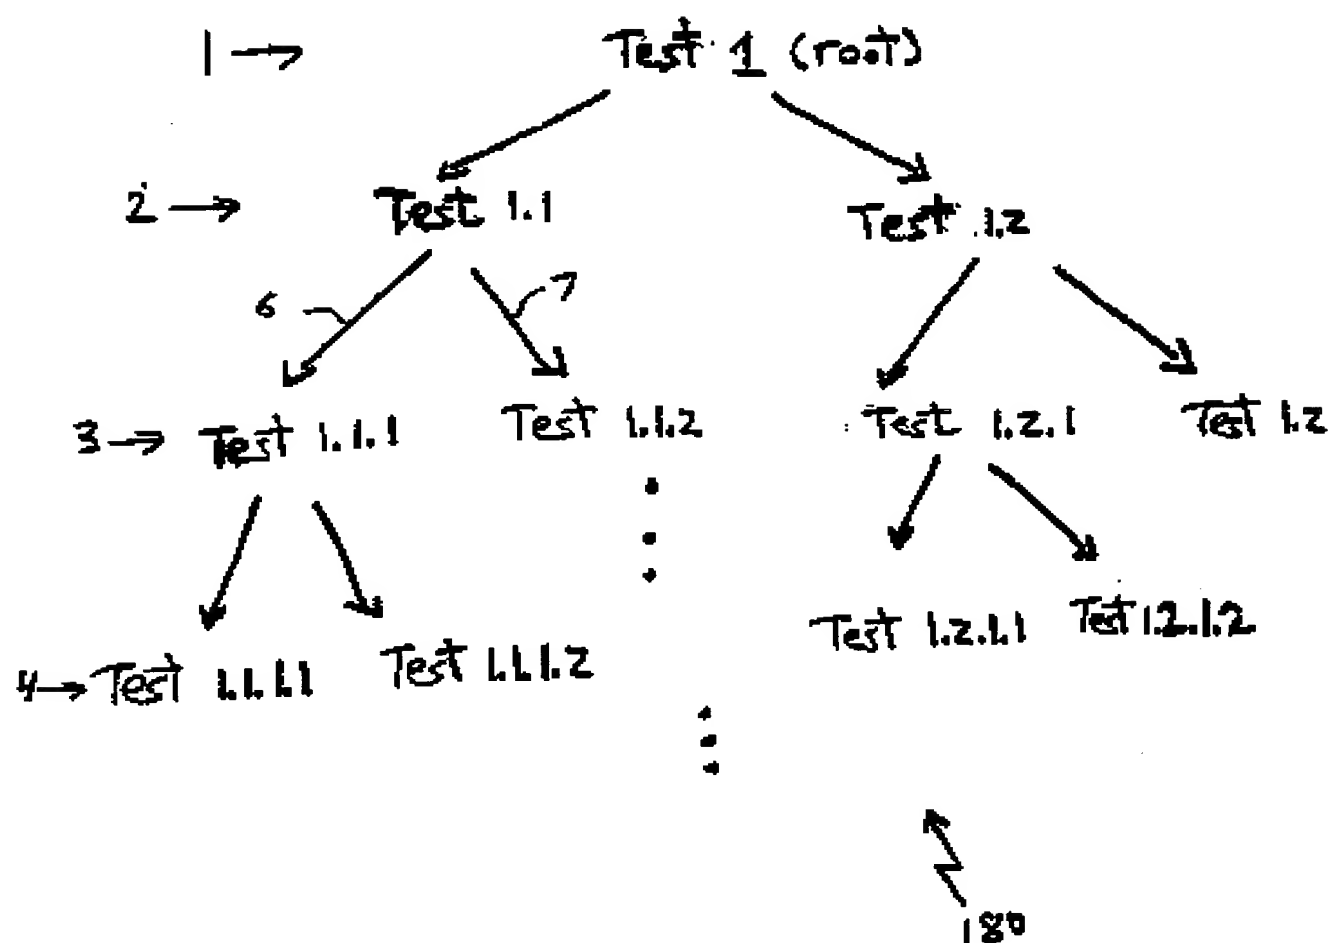 1 → Test 1 (root)
2 → Test 1.1 Test 1.2
6 7
3 → Test 1.1.1 Test 1.1.2 Test 1.2.1 Test 1.2
4 → Test 1.1.1.1 Test 1.1.1.2 Test 1.2.1.1 Test 1.2.1.2
180